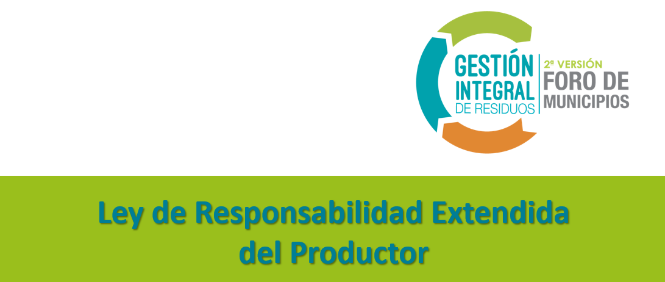 GESTIÓN
INTEGRAL
DE RESIDUOS
2ª VERSIÓN
FORO DE
MUNICIPIOS
Ley de Responsabilidad Extendida
del Productor